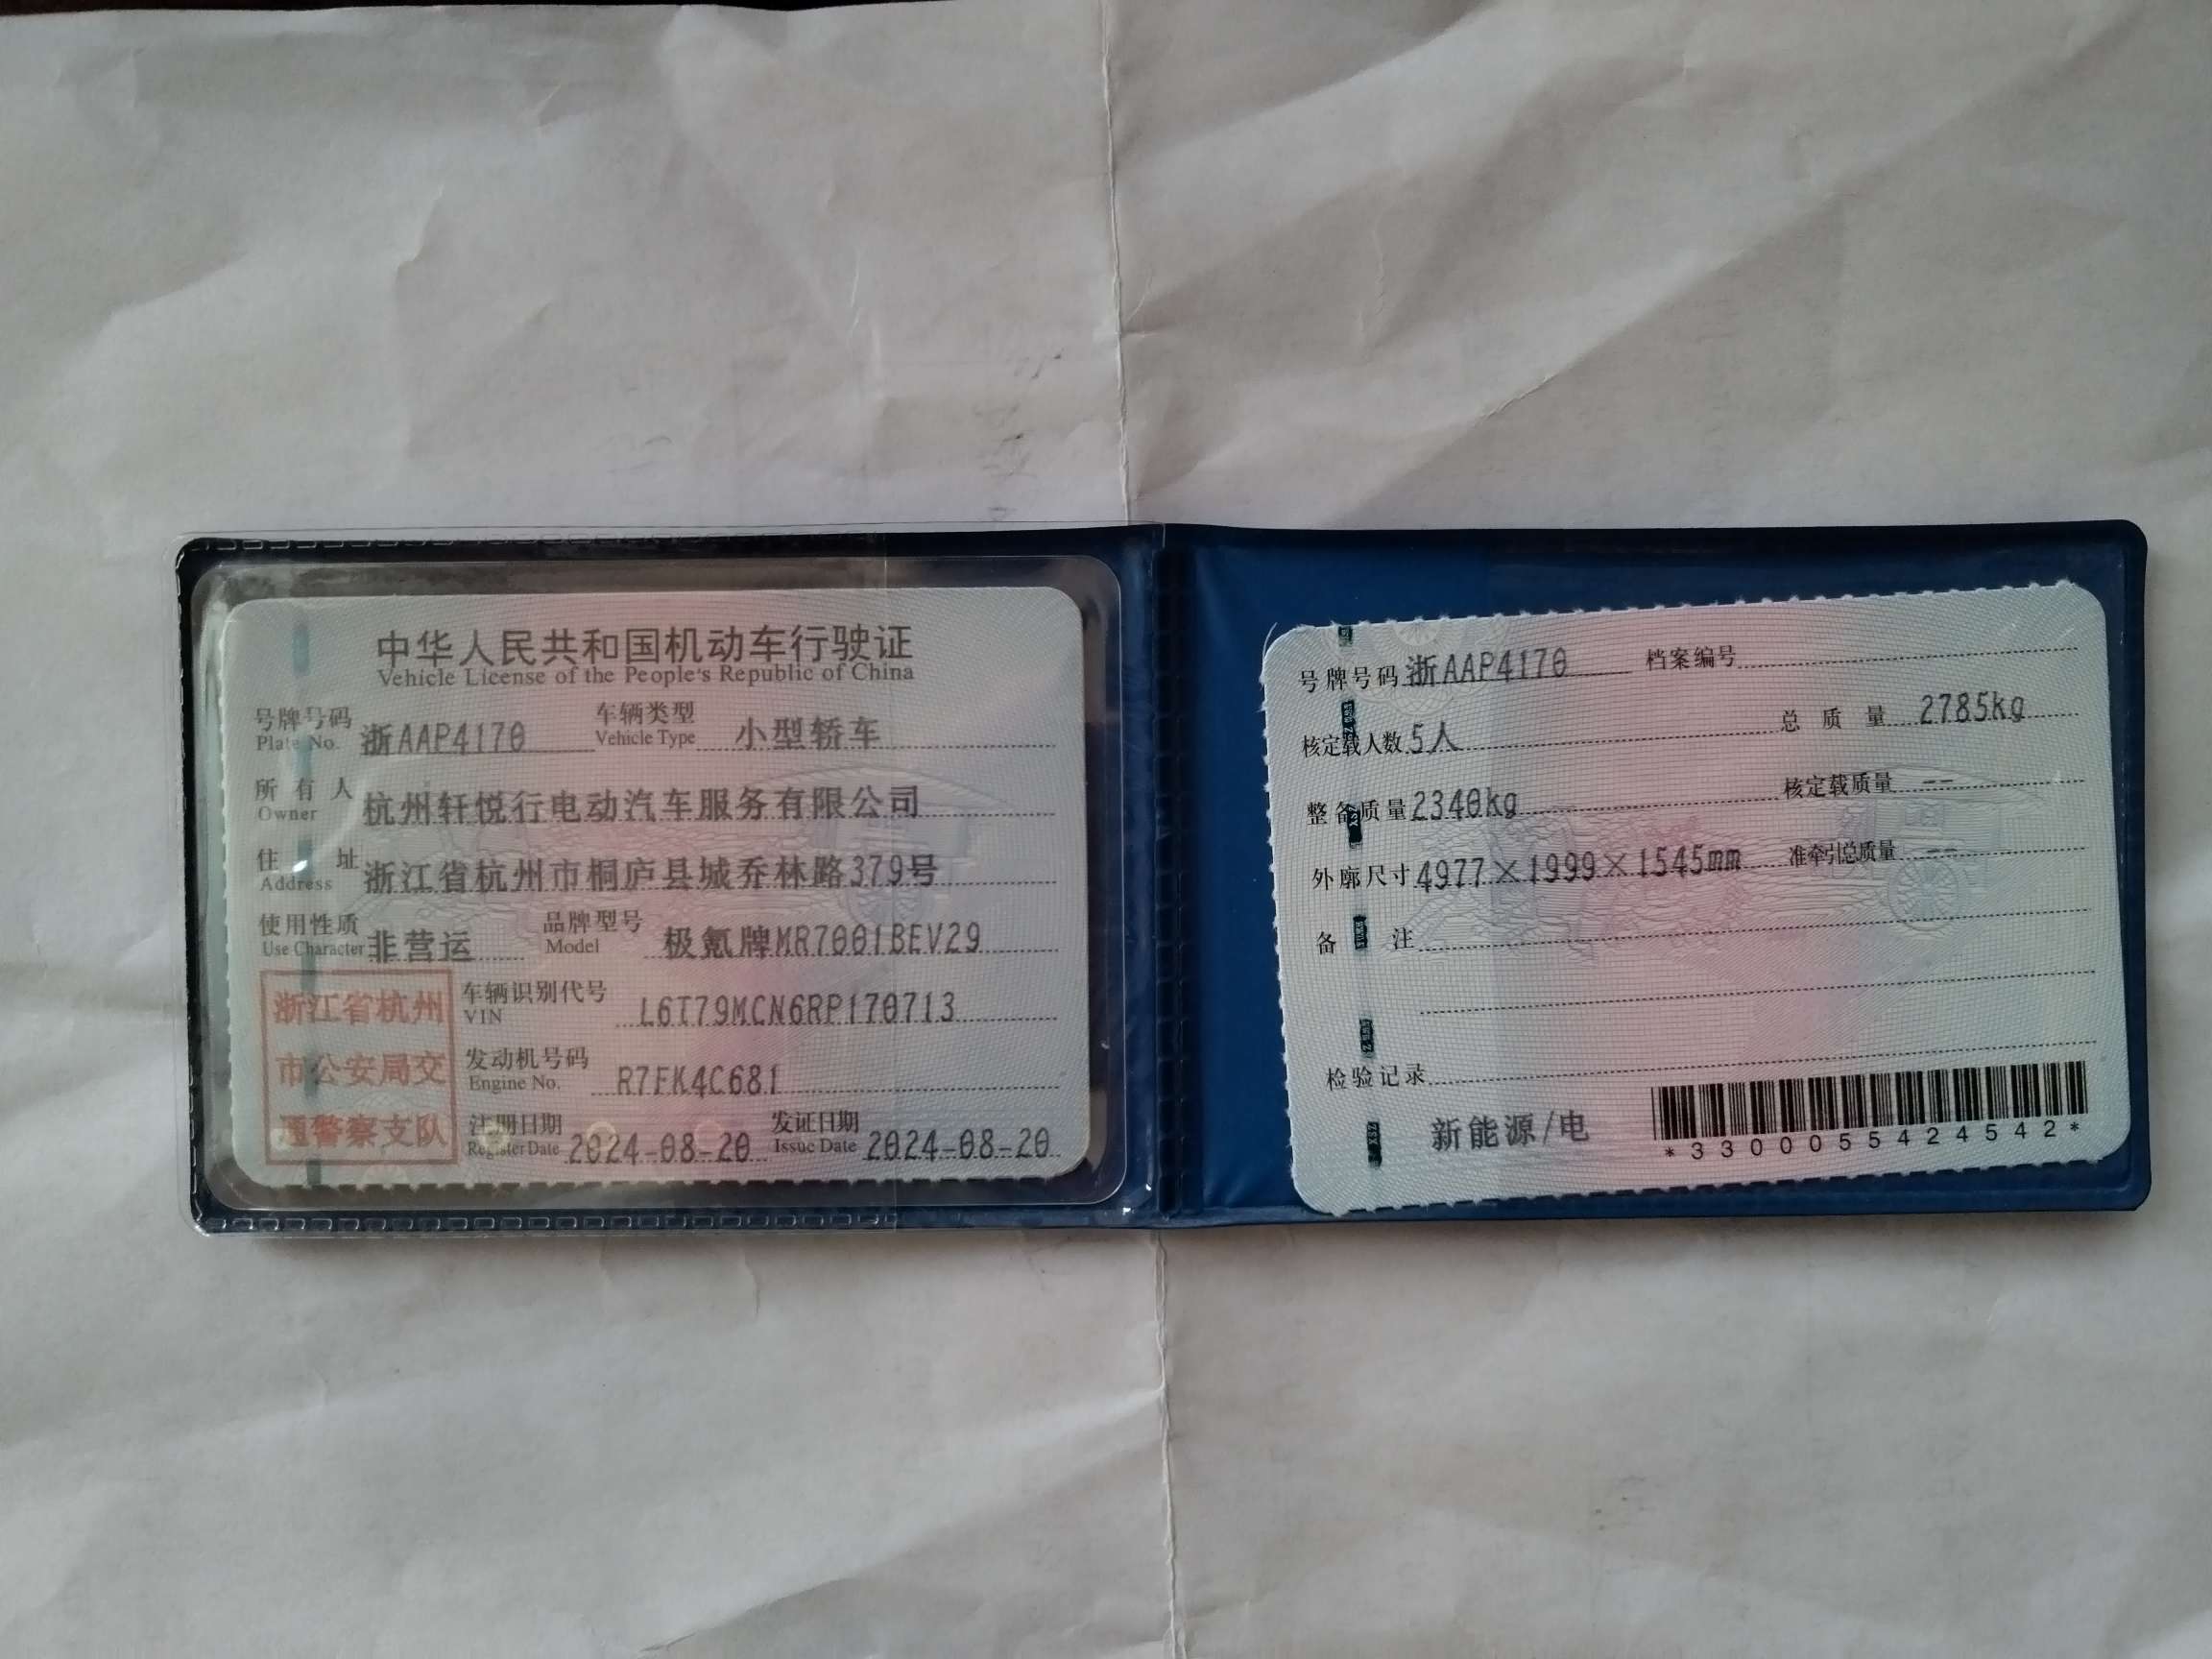 中华人民共和国机动车行驶证
Vehicle License of the People's Republic of China
号牌号码 浙AAP4170 车辆类型 小型轿车
Plate No. Vehicle Type
所有人 杭州轩悦行电动汽车服务有限公司
Owner
住址 浙江省杭州市桐庐县城乔林路379号
Address
使用性质 非营运 品牌型号 极氪牌MR7001BEV29
Use Character Model
浙江省杭州
市公安局交
通警察支队
车辆识别代号 L6T79MCN6RP170713
VIN
发动机号码 R7FK4C681
Engine No.
注册日期 2024-08-20 发证日期 2024-08-20
Register Date Issue Date
号牌号码 浙AAP4170 档案编号
核定载人数 5人 总质量 2785kg
整备质量 2340kg 核定载质量 --
外廓尺寸 4977×1999×1545mm 准牵引总质量 --
备注
检验记录
新能源/电
*3300055424542*